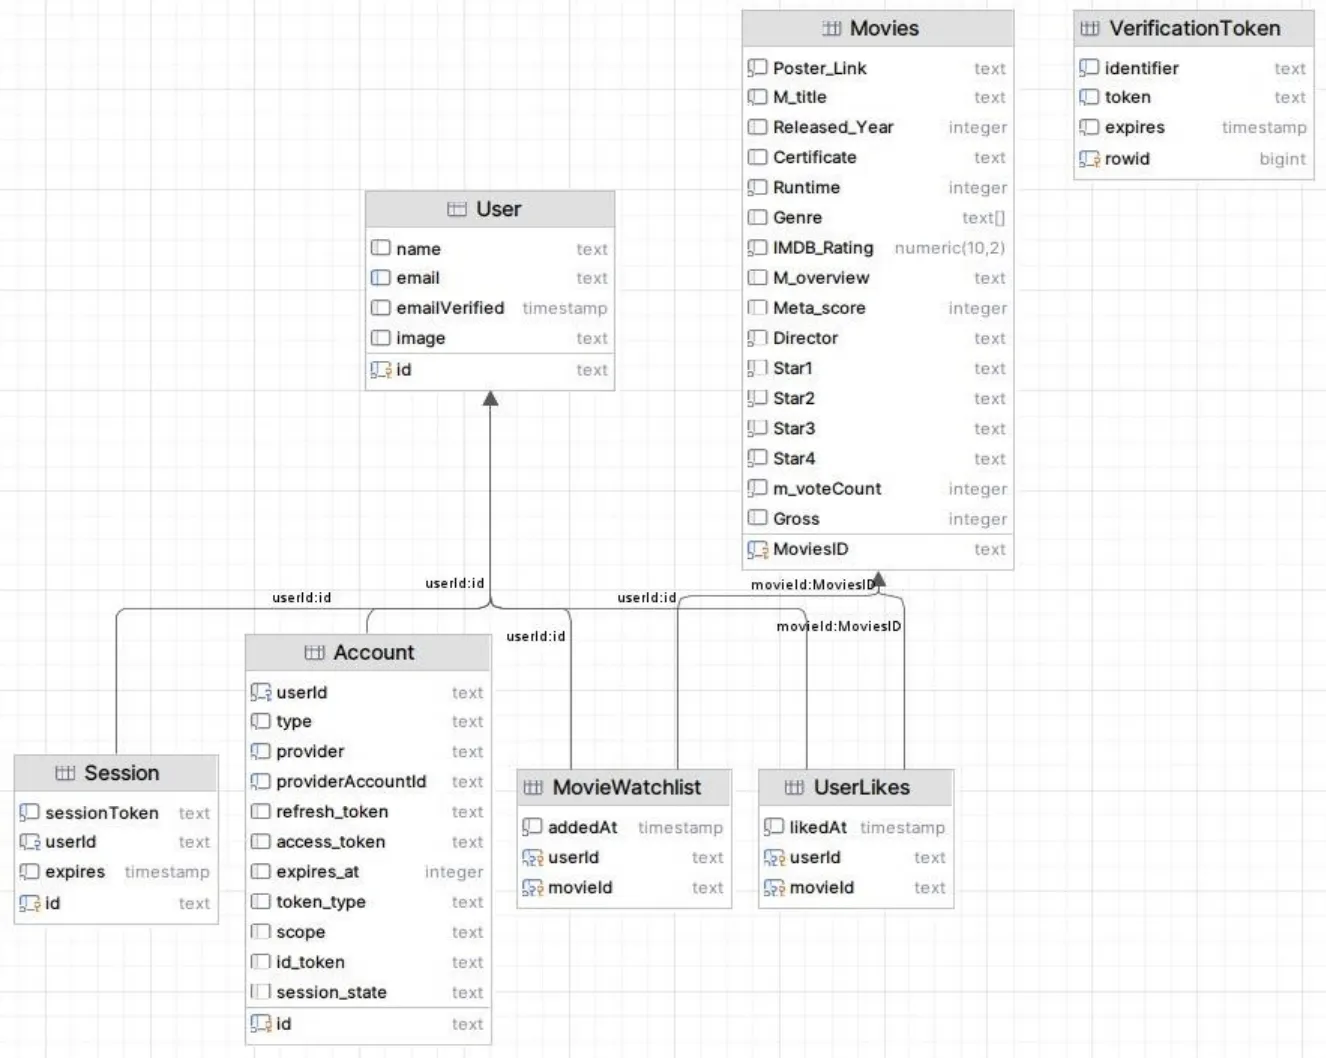 Movies
Poster_Link text
M_title text
Released_Year integer
Certificate text
Runtime integer
Genre text[]
IMDB_Rating numeric(10,2)
M_overview text
Meta_score integer
Director text
Star1 text
Star2 text
Star3 text
Star4 text
m_voteCount integer
Gross integer
MoviesID text
VerificationToken
identifier text
token text
expires timestamp
rowid bigint
User
name text
email text
emailVerified timestamp
image text
id text
userId:id
userId:id
userId:id
userId:id
movieId:MoviesID
movieId:MoviesID
Session
sessionToken text
userId text
expires timestamp
id text
Account
userId text
type text
provider text
providerAccountId text
refresh_token text
access_token text
expires_at integer
token_type text
scope text
id_token text
session_state text
id text
MovieWatchlist
addedAt timestamp
userId text
movieId text
UserLikes
likedAt timestamp
userId text
movieId text